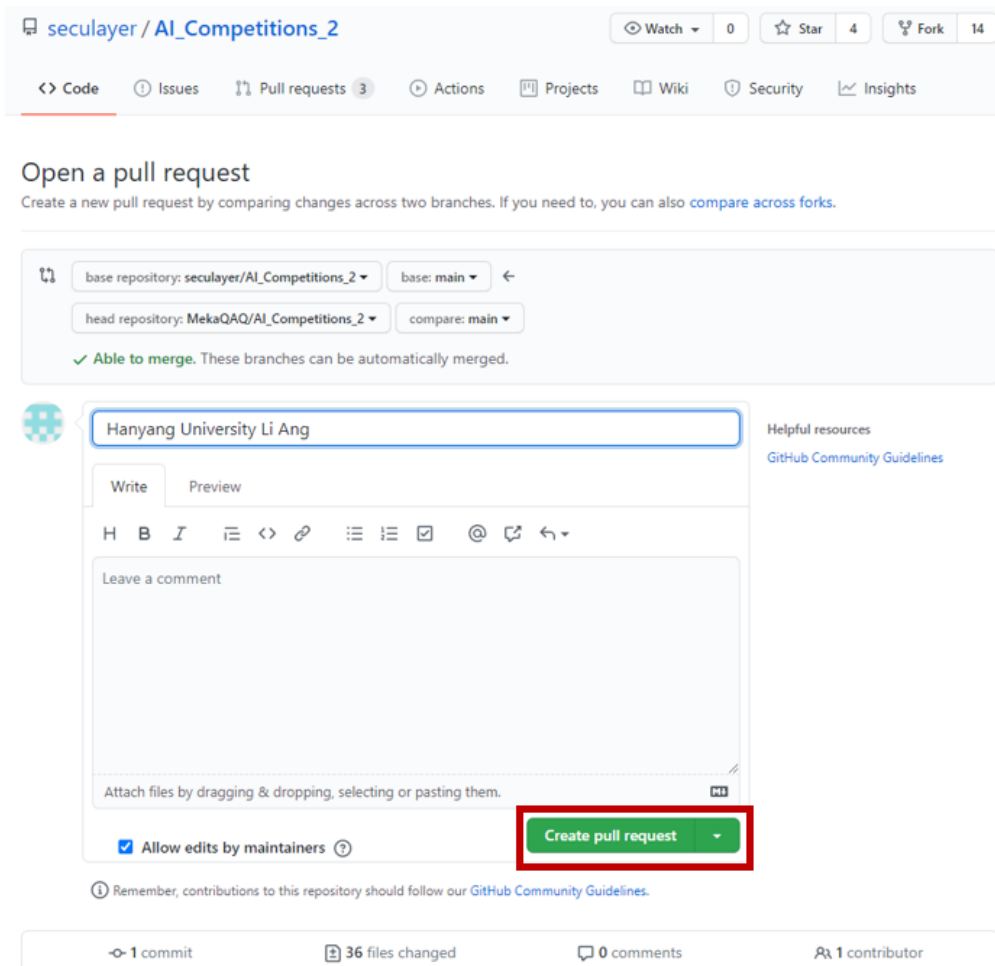 seculayer / AI_Competitions_2
Watch 0 Star 4 Fork 14
Code Issues Pull requests 3 Actions Projects Wiki Security Insights
Open a pull request
Create a new pull request by comparing changes across two branches. If you need to, you can also compare across forks.
base repository: seculayer/AI_Competitions_2 base: main
head repository: MekaQAQ/AI_Competitions_2 compare: main
Able to merge. These branches can be automatically merged.
Hanyang University Li Ang
Helpful resources
GitHub Community Guidelines
Write Preview
H B I
Leave a comment
Attach files by dragging & dropping, selecting or pasting them.
Create pull request
Allow edits by maintainers
Remember, contributions to this repository should follow our GitHub Community Guidelines.
1 commit 36 files changed 0 comments 1 contributor